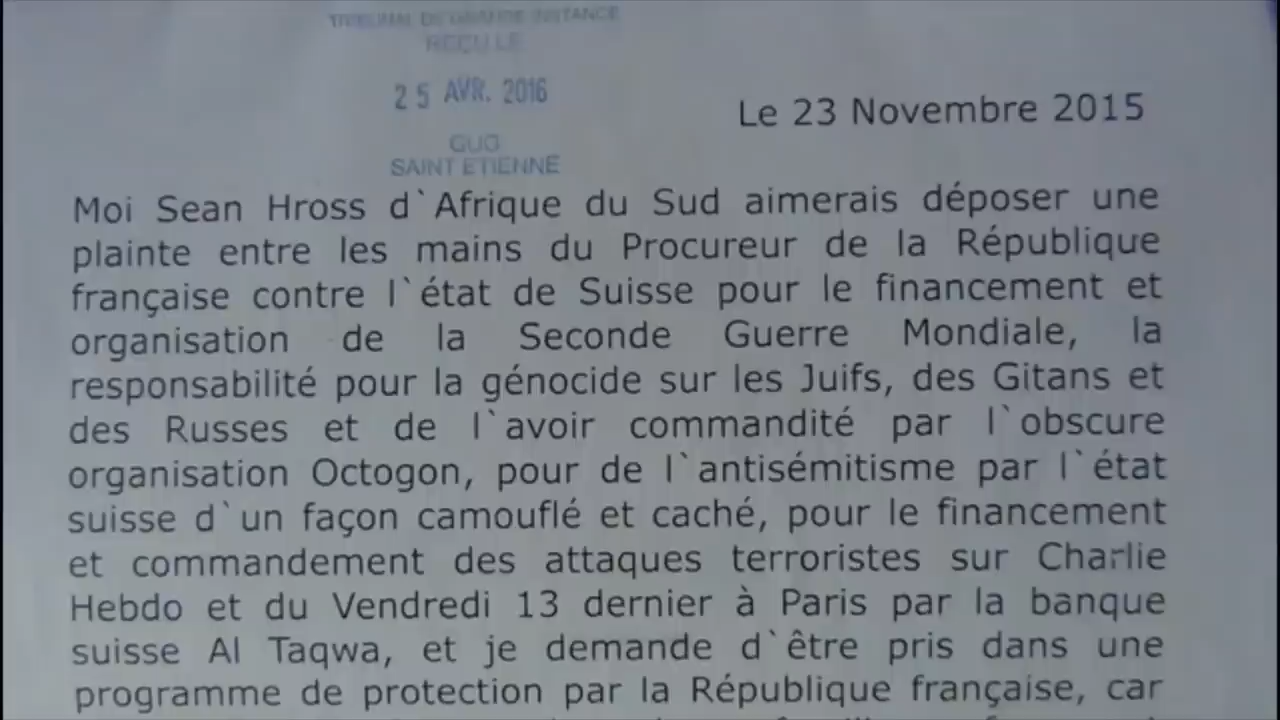 TRIBUNAL DE GRANDE INSTANCE
REÇU LE
25 AVR. 2016
GUG
SAINT ETIENNE
Le 23 Novembre 2015
Moi Sean Hross d`Afrique du Sud aimerais déposer une
plainte entre les mains du Procureur de la République
française contre l`état de Suisse pour le financement et
organisation de la Seconde Guerre Mondiale, la
responsabilité pour la génocide sur les Juifs, des Gitans et
des Russes et de l`avoir commandité par l`obscure
organisation Octogon, pour de l`antisémitisme par l`état
suisse d`un façon camouflé et caché, pour le financement
et commandement des attaques terroristes sur Charlie
Hebdo et du Vendredi 13 dernier à Paris par la banque
suisse Al Taqwa, et je demande d`être pris dans une
programme de protection par la République française, car